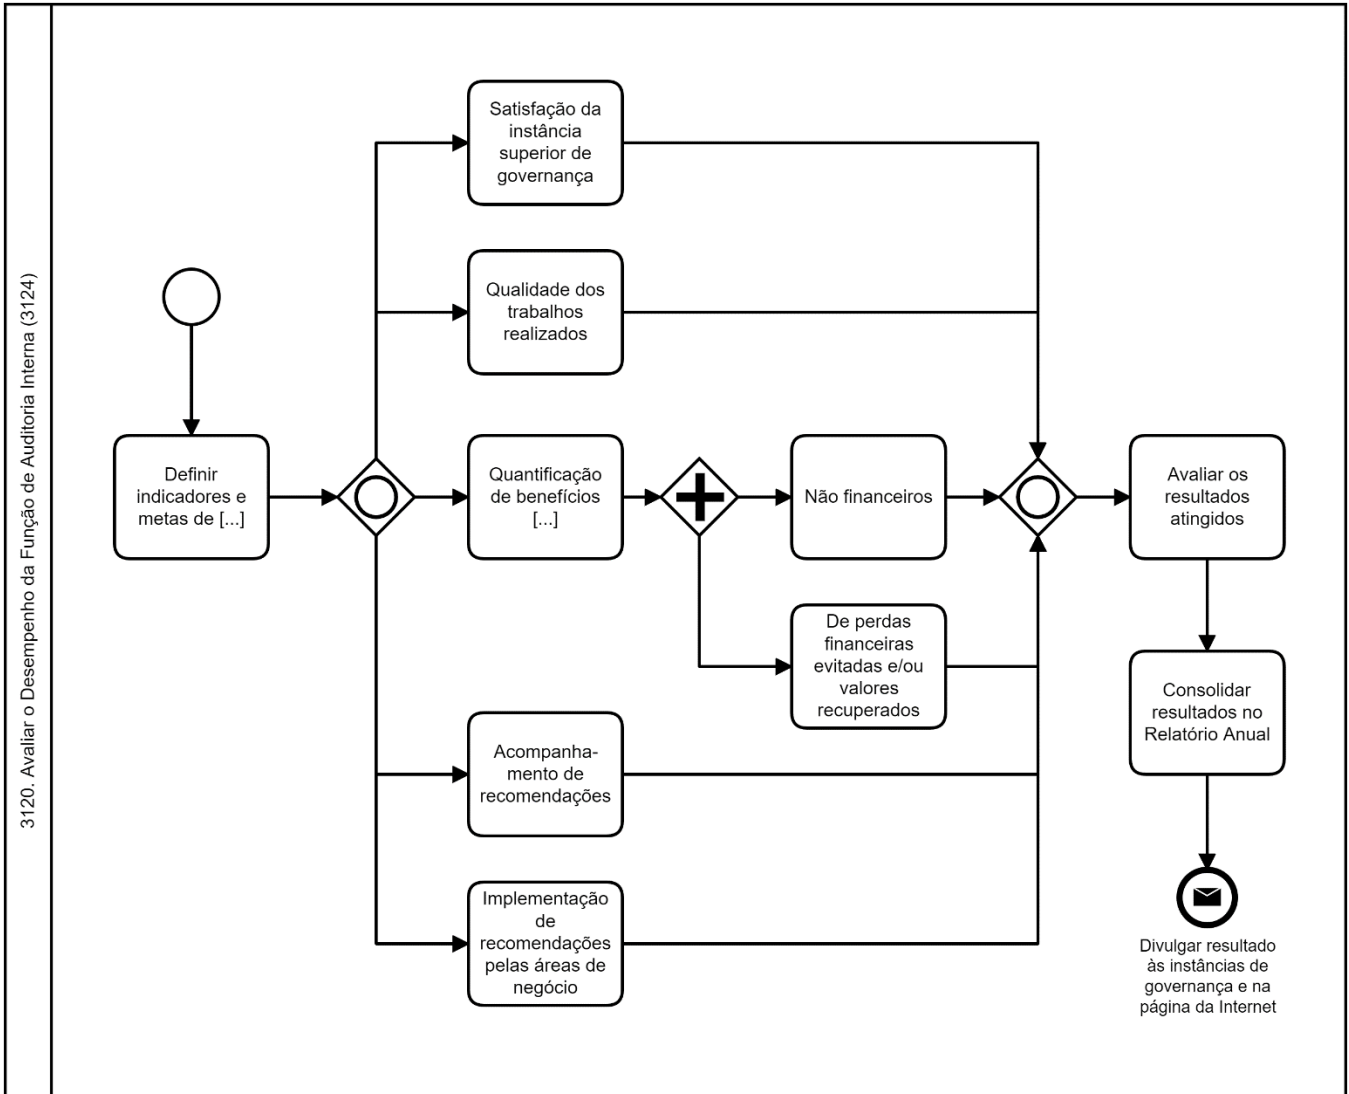 3120. Avaliar o Desempenho da Função de Auditoria Interna (3124)
Definir
indicadores e
metas de [...]
Satisfação da
instância
superior de
governança
Qualidade dos
trabalhos
realizados
Quantificação
de benefícios
[...]
Não financeiros
De perdas
financeiras
evitadas e/ou
valores
recuperados
Acompanha-
mento de
recomendações
Implementação
de
recomendações
pelas áreas de
negócio
Avaliar os
resultados
atingidos
Consolidar
resultados no
Relatório Anual
Divulgar resultado
às instâncias de
governança e na
página da Internet